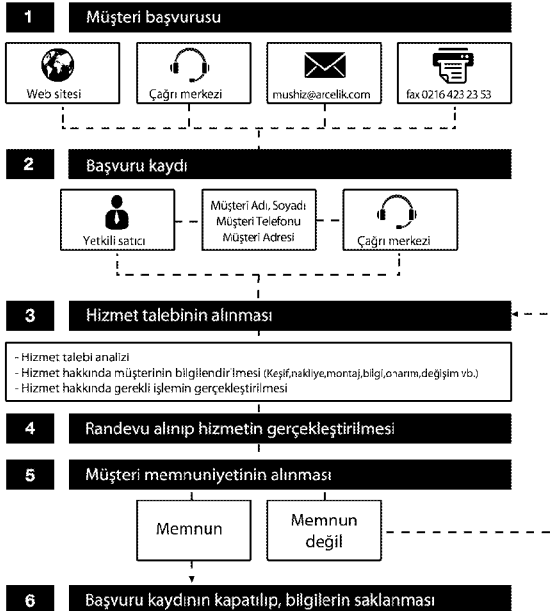 1 Müşteri başvurusu
Web sitesi
Çağrı merkezi
mushiz@arcelik.com
fax 0216 423 23 53
2 Başvuru kaydı
Yetkili satıcı
Müşteri Adı, Soyadı
Müşteri Telefonu
Müşteri Adresi
Çağrı merkezi
3 Hizmet talebinin alınması
- Hizmet talebi analizi
- Hizmet hakkında müşterinin bilgilendirilmesi (Keşif,nakliye,montaj,bilgi,onarım,değişim vb.)
- Hizmet hakkında gerekli işlemin gerçekleştirilmesi
4 Randevu alınıp hizmetin gerçekleştirilmesi
5 Müşteri memnuniyetinin alınması
Memnun
Memnun
değil
6 Başvuru kaydının kapatılıp, bilgilerin saklanması